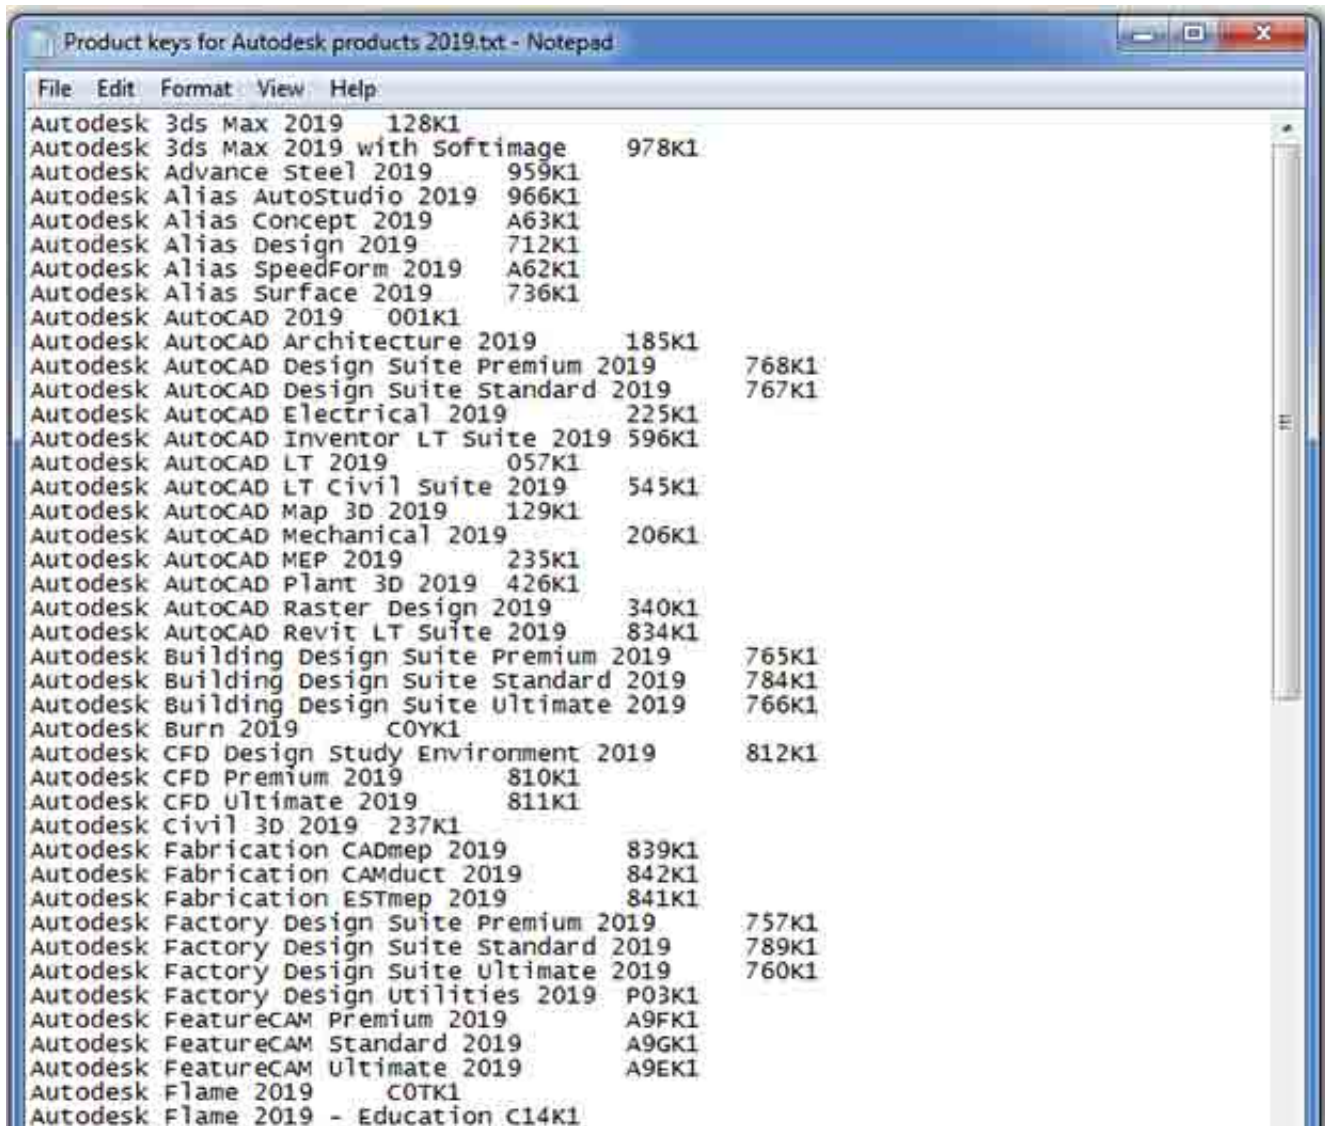 Product keys for Autodesk products 2019.txt - Notepad
File Edit Format View Help
Autodesk 3ds Max 2019 128K1
Autodesk 3ds Max 2019 with Softimage 978K1
Autodesk Advance Steel 2019 959K1
Autodesk Alias AutoStudio 2019 966K1
Autodesk Alias Concept 2019 A63K1
Autodesk Alias Design 2019 712K1
Autodesk Alias SpeedForm 2019 A62K1
Autodesk Alias Surface 2019 736K1
Autodesk AutoCAD 2019 001K1
Autodesk AutoCAD Architecture 2019 185K1
Autodesk AutoCAD Design Suite Premium 2019 768K1
Autodesk AutoCAD Design Suite Standard 2019 767K1
Autodesk AutoCAD Electrical 2019 225K1
Autodesk AutoCAD Inventor LT Suite 2019 596K1
Autodesk AutoCAD LT 2019 057K1
Autodesk AutoCAD LT Civil Suite 2019 545K1
Autodesk AutoCAD Map 3D 2019 129K1
Autodesk AutoCAD Mechanical 2019 206K1
Autodesk AutoCAD MEP 2019 235K1
Autodesk AutoCAD Plant 3D 2019 426K1
Autodesk AutoCAD Raster Design 2019 340K1
Autodesk AutoCAD Revit LT Suite 2019 834K1
Autodesk Building Design Suite Premium 2019 765K1
Autodesk Building Design Suite Standard 2019 784K1
Autodesk Building Design Suite Ultimate 2019 766K1
Autodesk Burn 2019 C0YK1
Autodesk CFD Design Study Environment 2019 812K1
Autodesk CFD Premium 2019 810K1
Autodesk CFD Ultimate 2019 811K1
Autodesk Civil 3D 2019 237K1
Autodesk Fabrication CADmep 2019 839K1
Autodesk Fabrication CAMduct 2019 842K1
Autodesk Fabrication ESTmep 2019 841K1
Autodesk Factory Design Suite Premium 2019 757K1
Autodesk Factory Design Suite Standard 2019 789K1
Autodesk Factory Design Suite Ultimate 2019 760K1
Autodesk Factory Design Utilities 2019 P03K1
Autodesk FeatureCAM Premium 2019 A9FK1
Autodesk FeatureCAM Standard 2019 A9GK1
Autodesk FeatureCAM Ultimate 2019 A9EK1
Autodesk Flame 2019 C0TK1
Autodesk Flame 2019 - Education C14K1